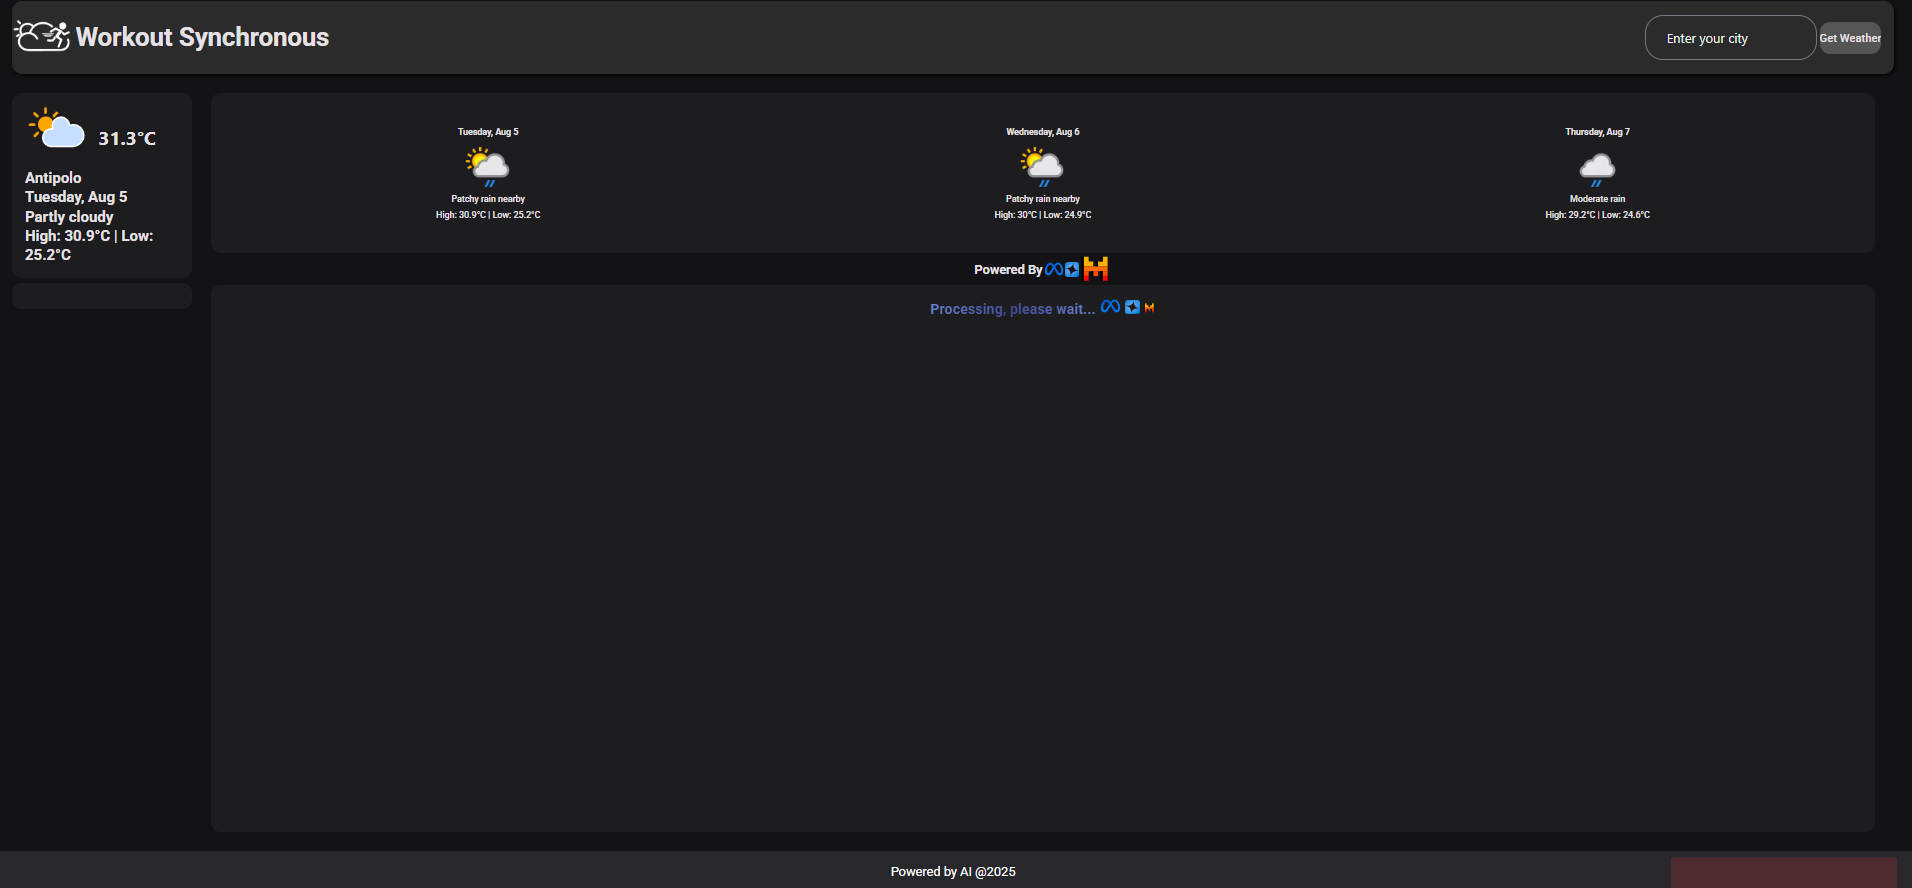 Workout Synchronous
Enter your city
Get Weather
31.3°C
Antipolo
Tuesday, Aug 5
Partly cloudy
High: 30.9°C | Low:
25.2°C
Tuesday, Aug 5
Patchy rain nearby
High: 30.9°C | Low: 25.2°C
Wednesday, Aug 6
Patchy rain nearby
High: 30°C | Low: 24.9°C
Thursday, Aug 7
Moderate rain
High: 29.2°C | Low: 24.6°C
Powered By
Processing, please wait...
Powered by AI @2025